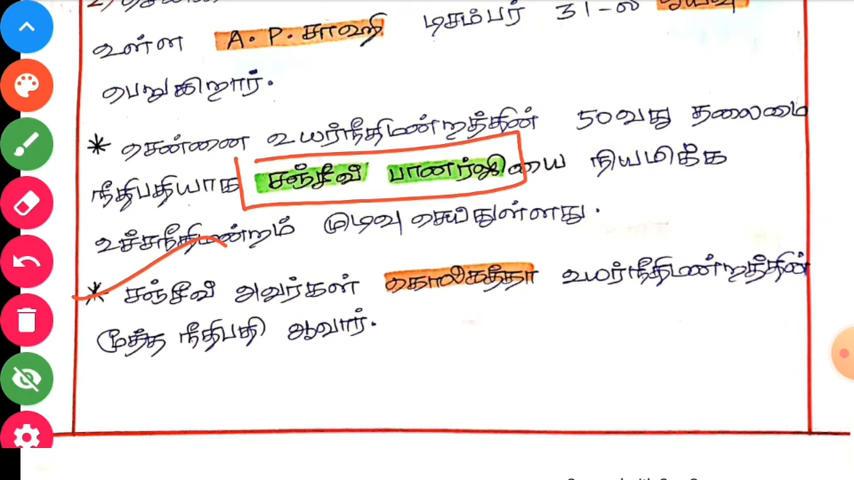 உள்ள A.P.சாஹி டிசம்பர் 31-ல் ஓய்வு
பெறுகிறார்.
* சென்னை உயர்நீதிமன்றத்தின் 50வது தலைமை
நீதிபதியாக சஞ்சீவ் பானர்ஜியை நியமிக்க
உச்சநீதிமன்றம் முடிவு செய்துள்ளது.
* சஞ்சீவ் அவர்கள் கொல்கத்தா உயர்நீதிமன்றத்தின்
மூத்த நீதிபதி ஆவார்.